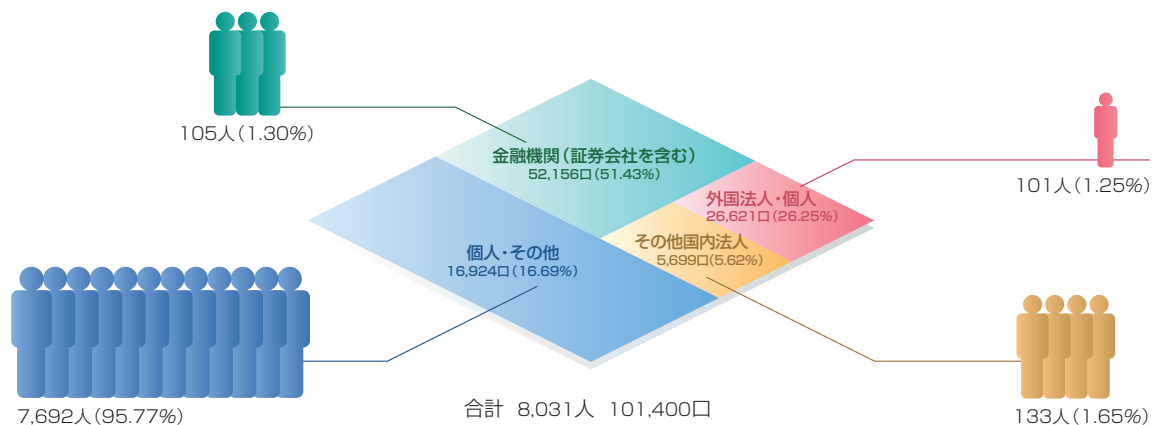 105人（1.30%）
金融機関（証券会社を含む）
52,156口（51.43%）
101人（1.25%）
外国法人・個人
26,621口（26.25%）
その他国内法人
5,699口（5.62%）
個人・その他
16,924口（16.69%）
7,692人（95.77%）
合計 8,031人 101,400口
133人（1.65%）